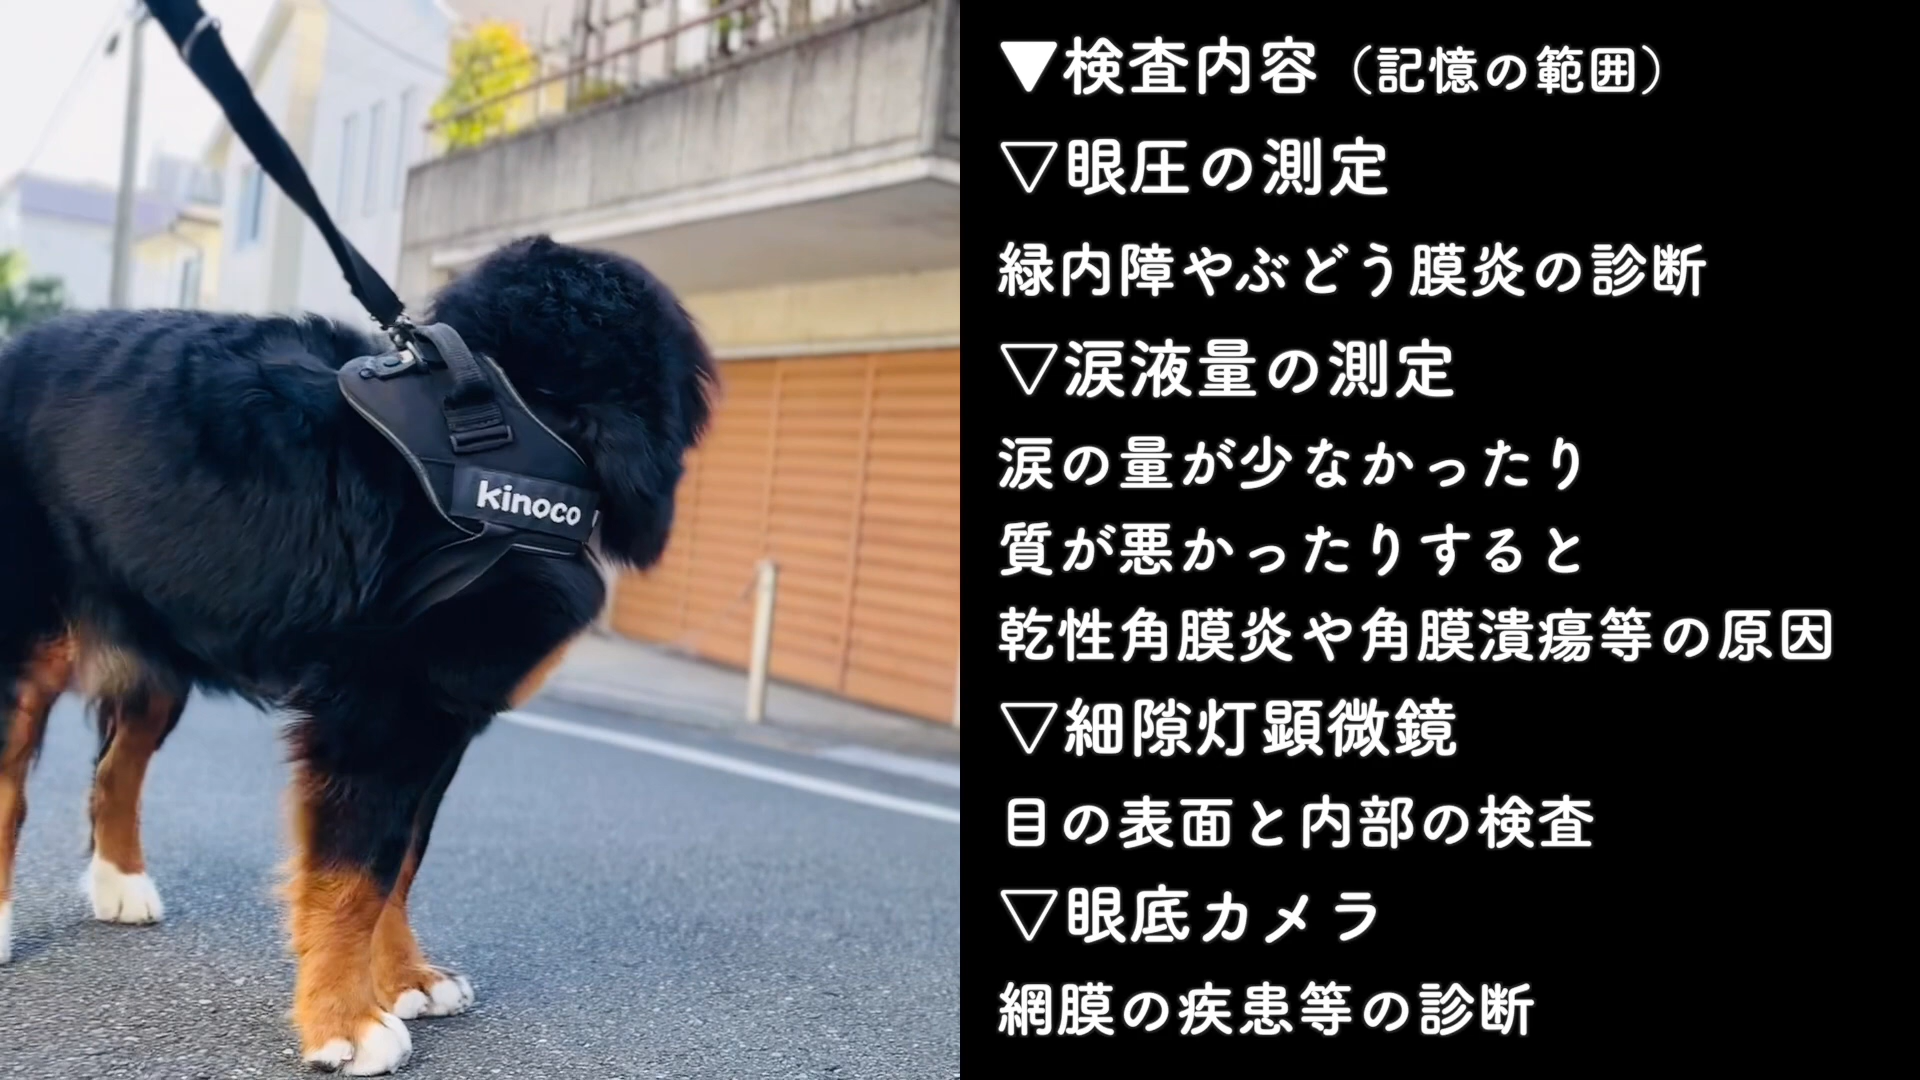 kinoco
▼検査内容（記憶の範囲）
▽眼圧の測定
緑内障やぶどう膜炎の診断
▽涙液量の測定
涙の量が少なかったり
質が悪かったりすると
乾性角膜炎や角膜潰瘍等の原因
▽細隙灯顕微鏡
目の表面と内部の検査
▽眼底カメラ
網膜の疾患等の診断